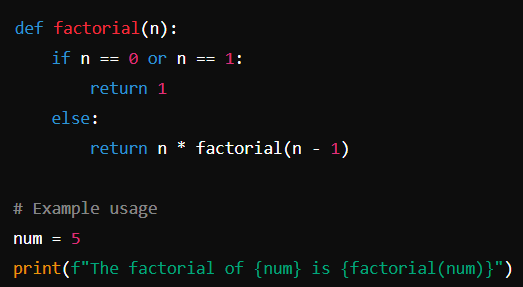 def factorial(n):
    if n == 0 or n == 1:
        return 1
    else:
        return n * factorial(n - 1)

# Example usage
num = 5
print(f"The factorial of {num} is {factorial(num)}")